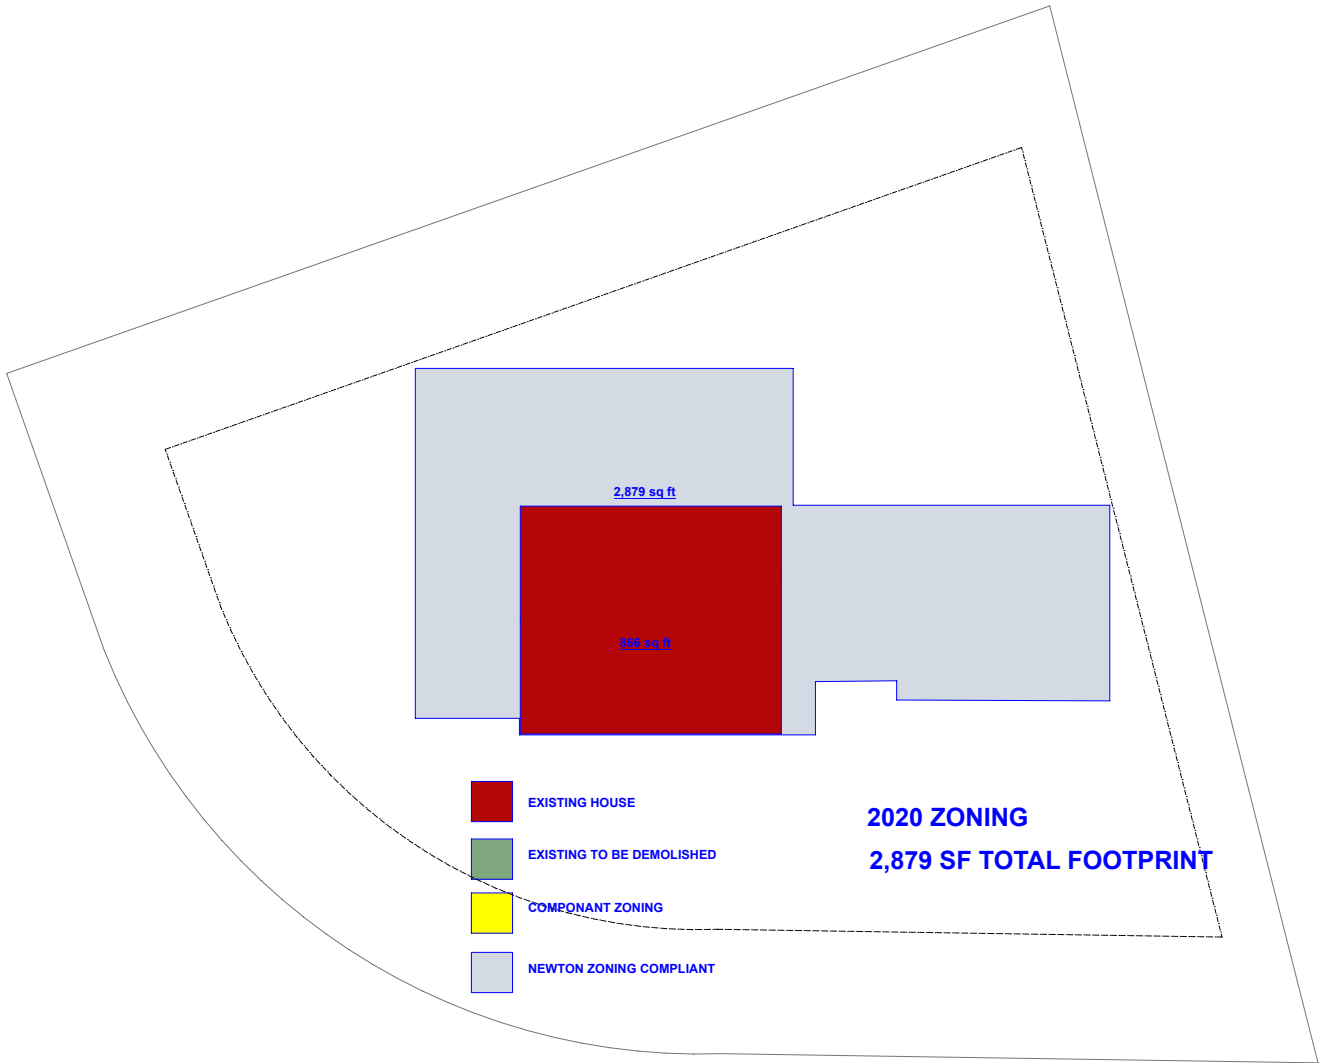 2,879 sq ft
866 sq ft
EXISTING HOUSE
EXISTING TO BE DEMOLISHED
COMPONANT ZONING
NEWTON ZONING COMPLIANT
2020 ZONING
2,879 SF TOTAL FOOTPRINT